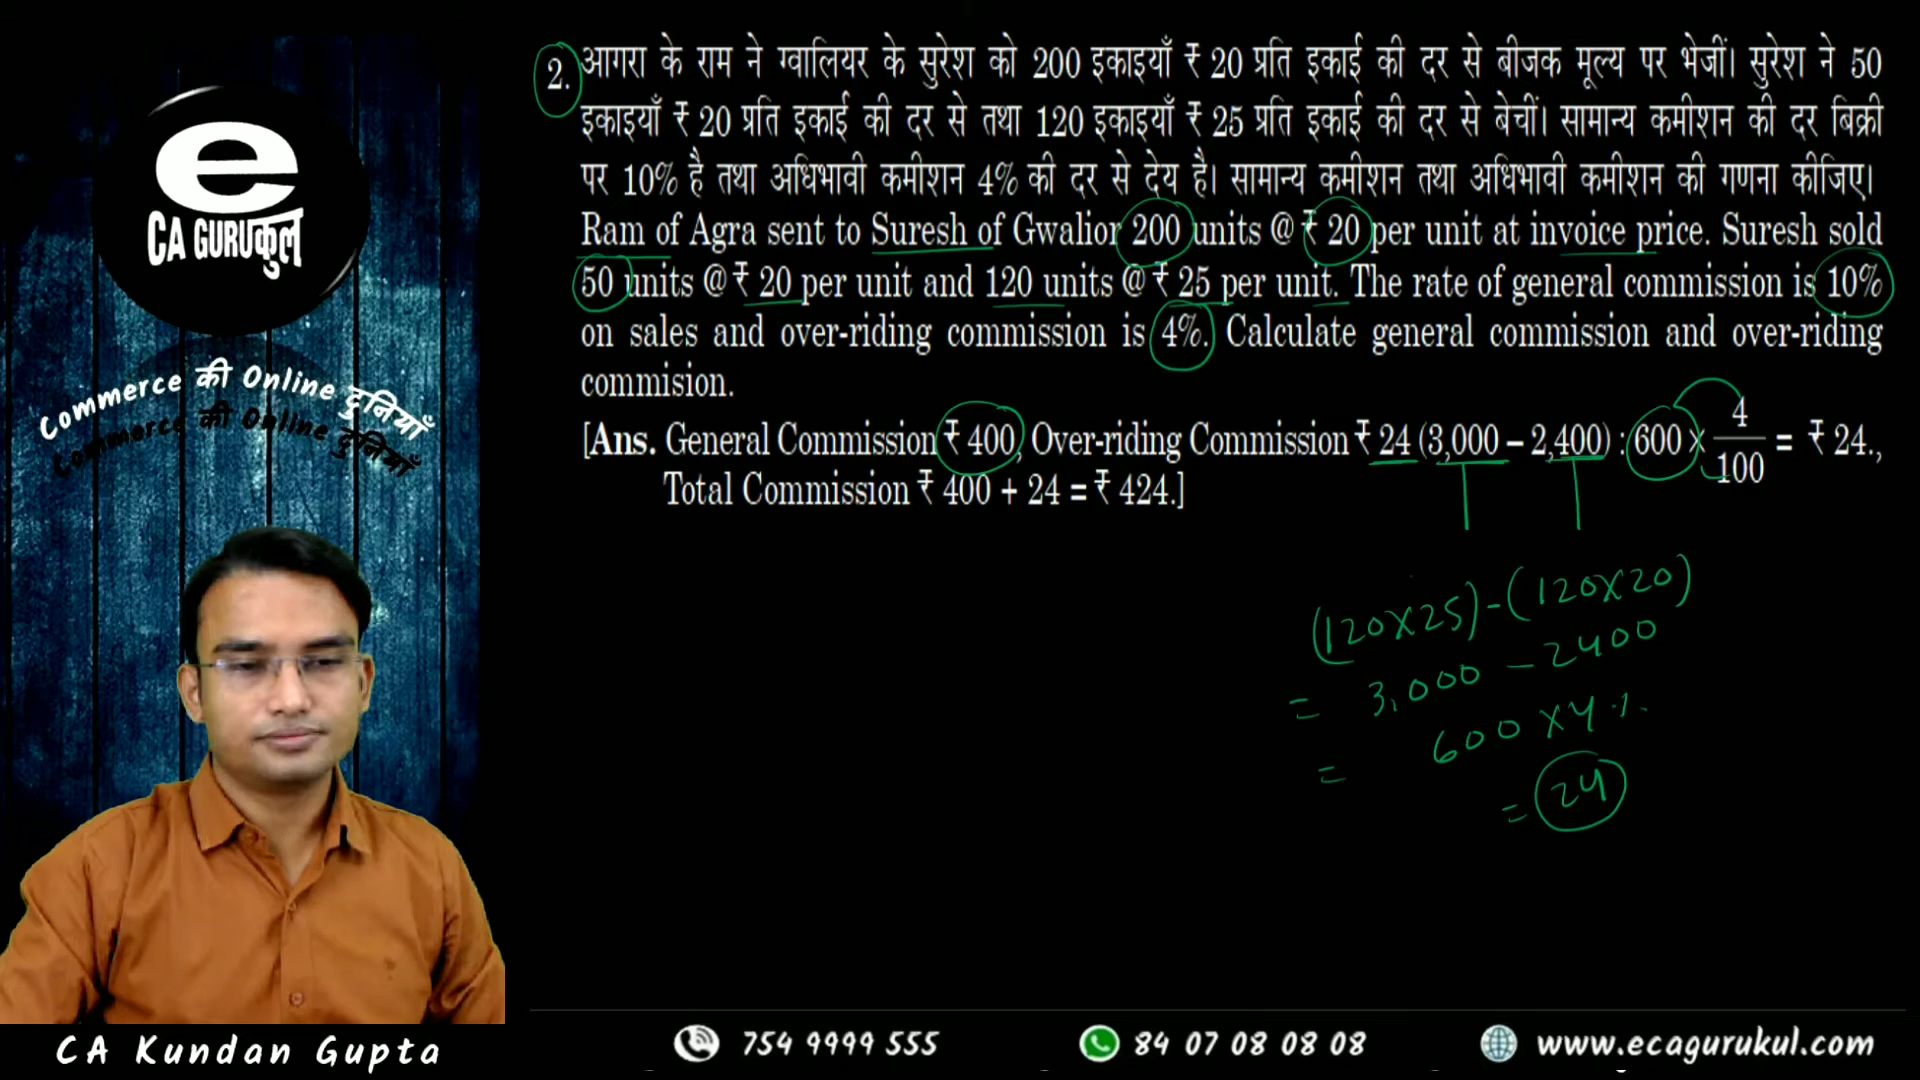 e
CA GURUकुल
Commerce की Online दुनियाँ
2. आगरा के राम ने ग्वालियर के सुरेश को 200 इकाइयाँ ₹ 20 प्रति इकाई की दर से बीजक मूल्य पर भेजीं। सुरेश ने 50
इकाइयाँ ₹ 20 प्रति इकाई की दर से तथा 120 इकाइयाँ ₹ 25 प्रति इकाई की दर से बेचीं। सामान्य कमीशन की दर बिक्री
पर 10% है तथा अधिभावी कमीशन 4% की दर से देय है। सामान्य कमीशन तथा अधिभावी कमीशन की गणना कीजिए।
Ram of Agra sent to Suresh of Gwalior 200 units @ ₹ 20 per unit at invoice price. Suresh sold
50 units @ ₹ 20 per unit and 120 units @ ₹ 25 per unit. The rate of general commission is 10%
on sales and over-riding commission is 4%. Calculate general commission and over-riding
commision.
[Ans. General Commission ₹ 400, Over-riding Commission ₹ 24 (3,000 – 2,400) : 600 × 4/100 = ₹ 24.,
Total Commission ₹ 400 + 24 = ₹ 424.]
(120×25) - (120×20)
= 3,000 - 2400
= 600 × 4%
= 24
CA Kundan Gupta
754 9999 555
84 07 08 08 08
www.ecagurukul.com